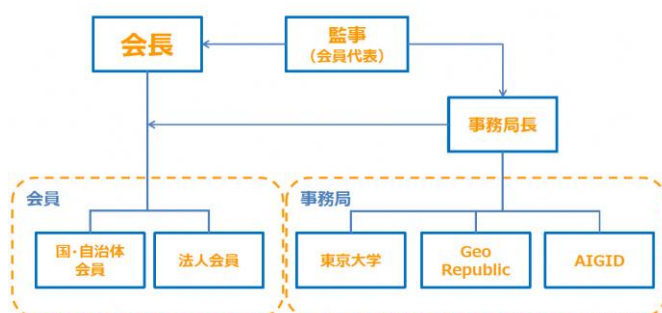 会長
監事
（会員代表）
事務局長
会員
国・自治体
会員
法人会員
事務局
東京大学
Geo
Republic
AIGID